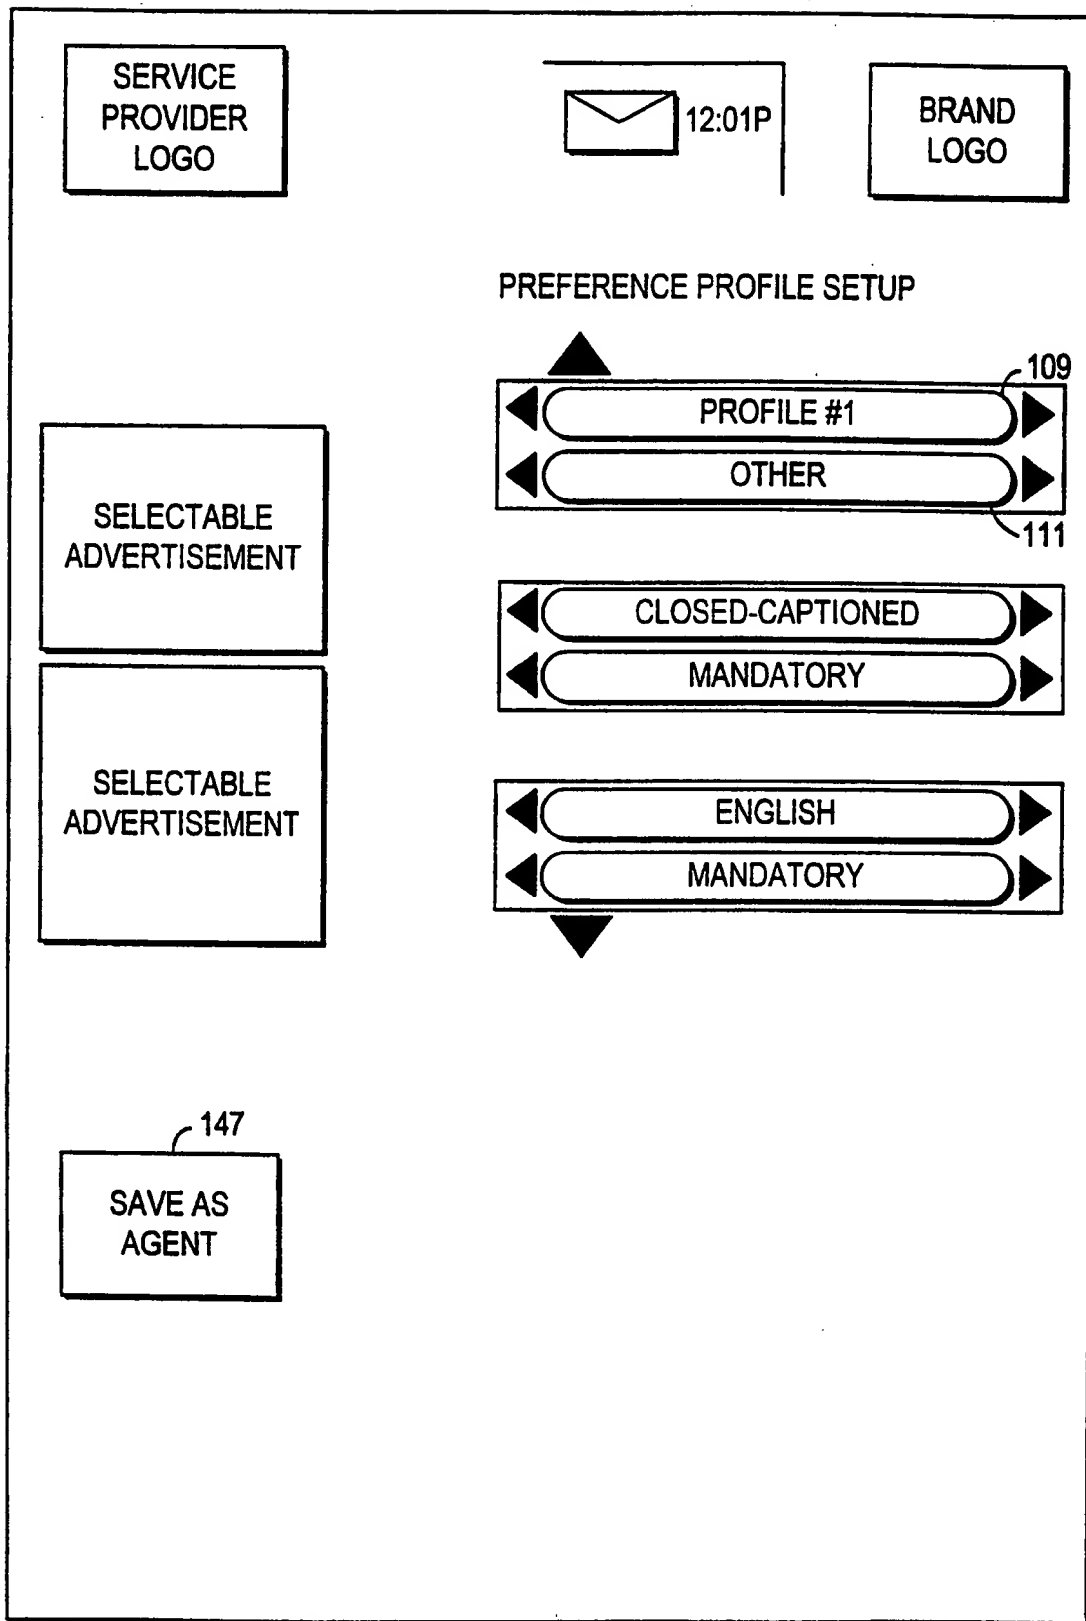 SERVICE
PROVIDER
LOGO
12:01P
BRAND
LOGO
PREFERENCE PROFILE SETUP
109
PROFILE #1
OTHER
111
SELECTABLE
ADVERTISEMENT
CLOSED-CAPTIONED
MANDATORY
SELECTABLE
ADVERTISEMENT
ENGLISH
MANDATORY
147
SAVE AS
AGENT